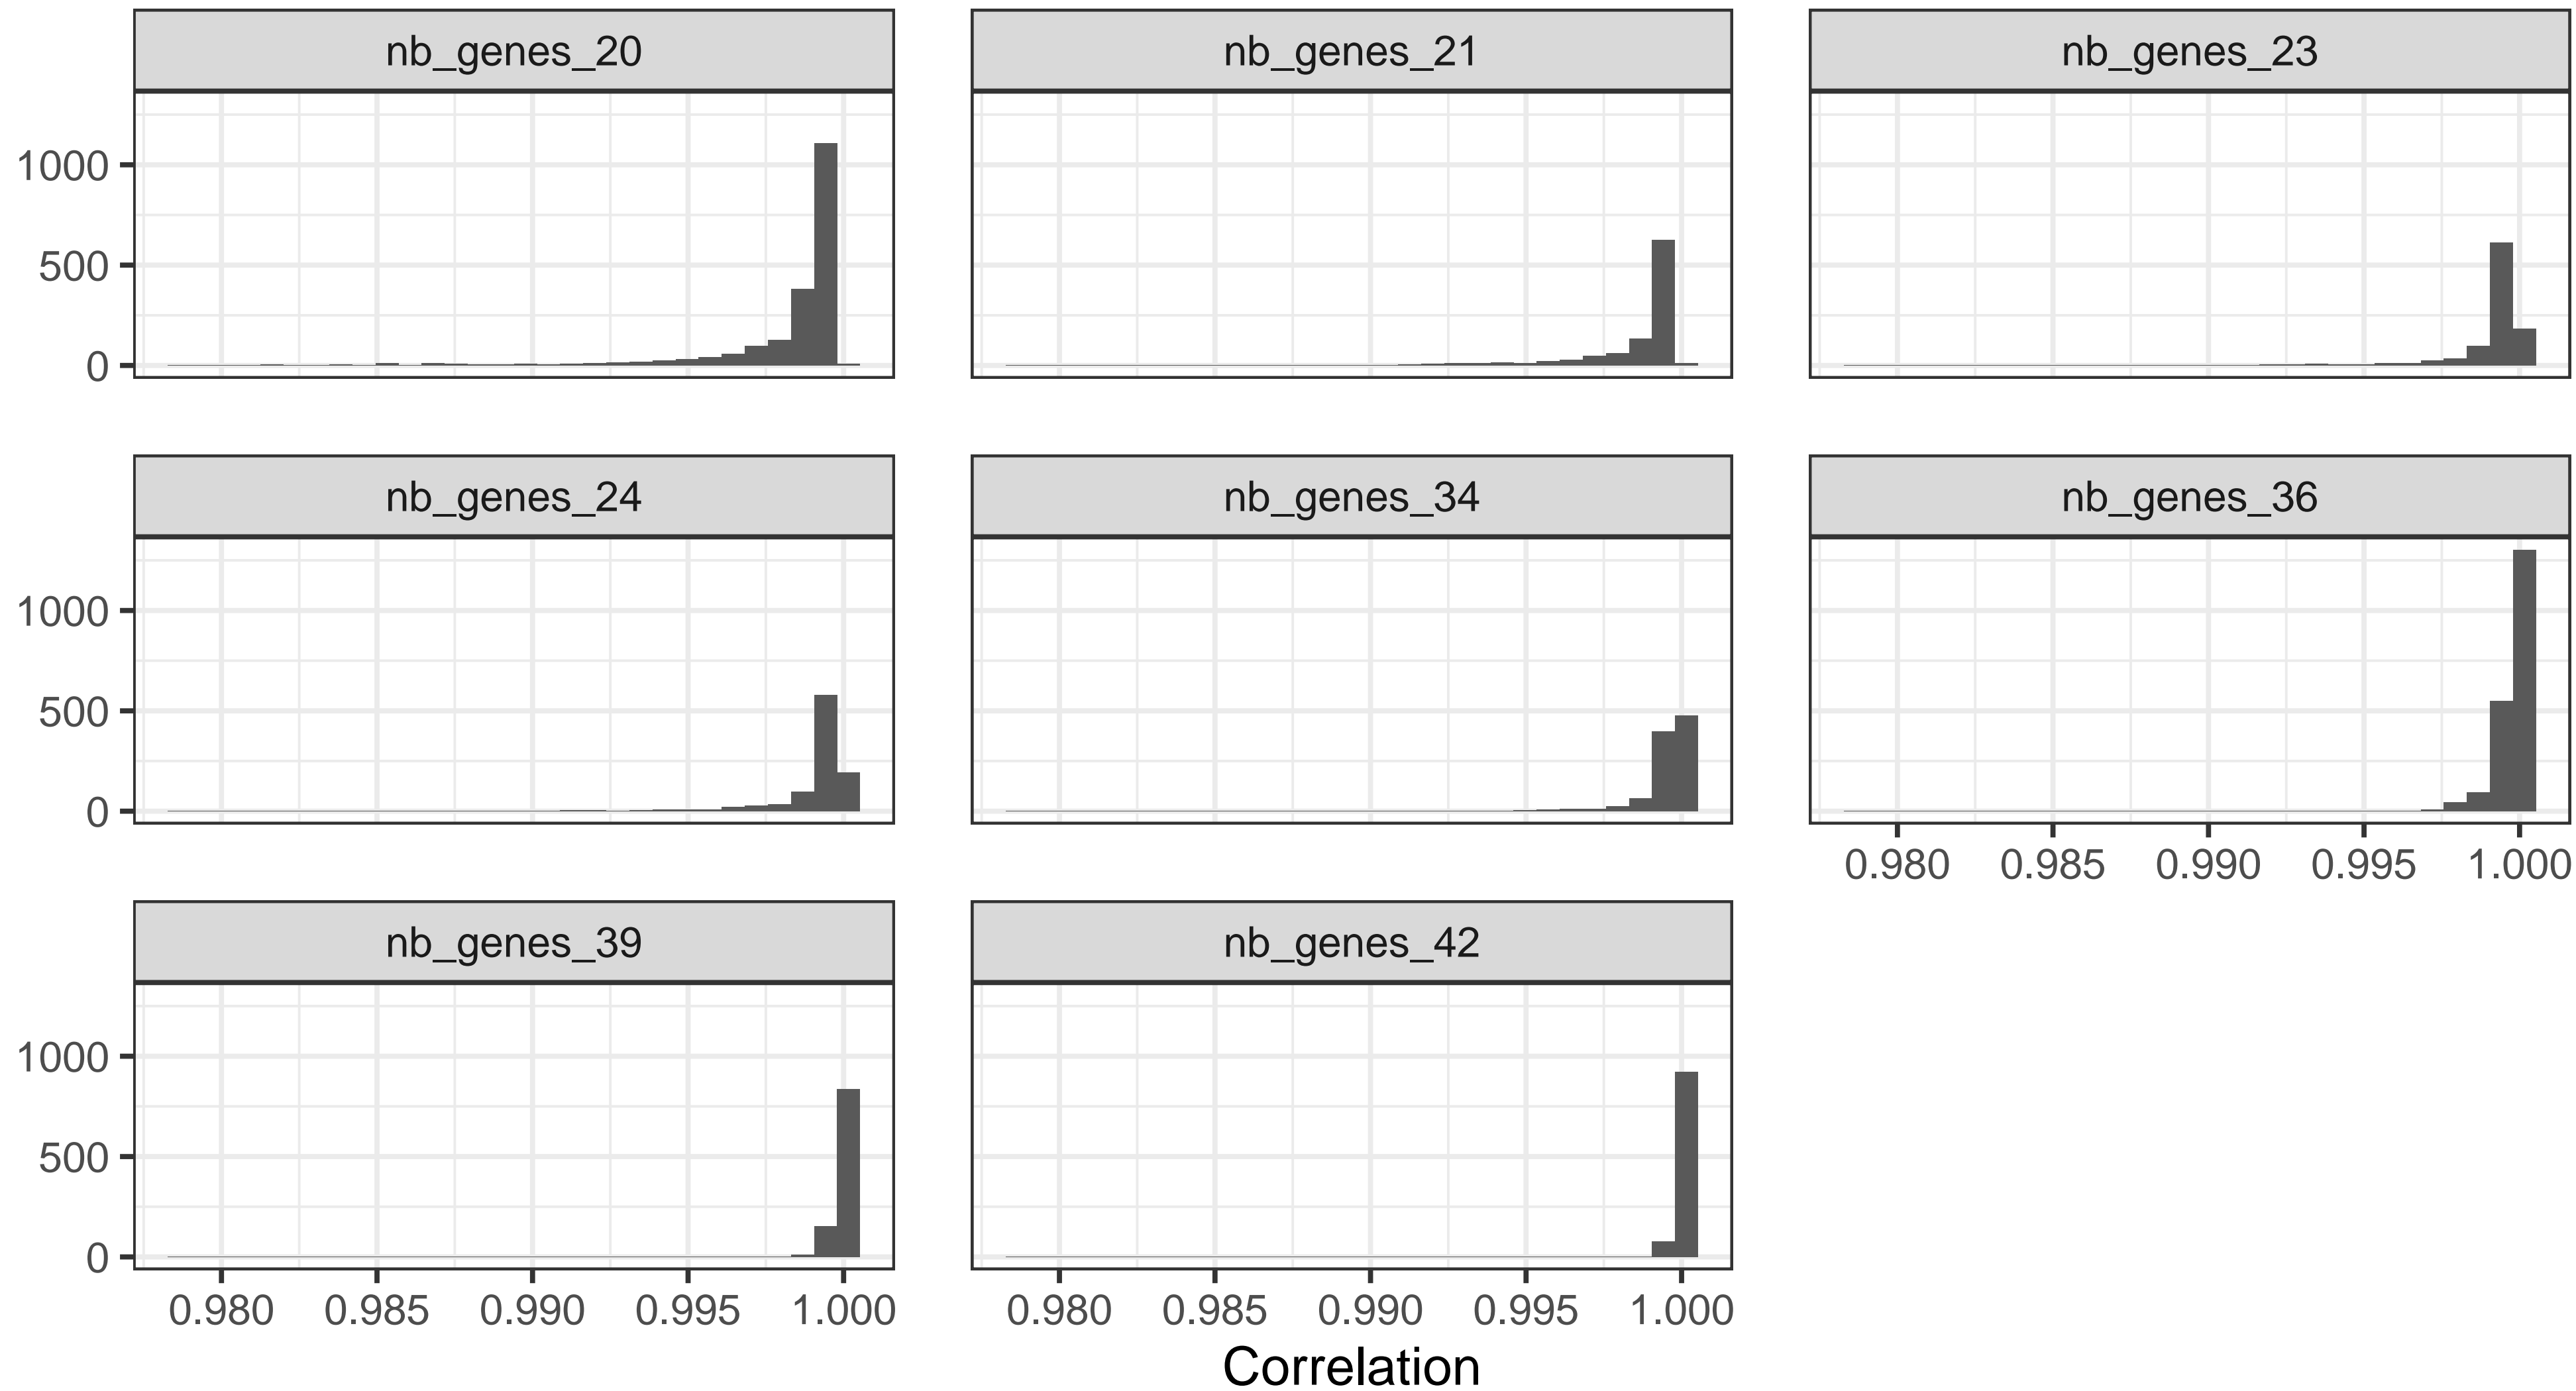 nb_genes_20 nb_genes_21 nb_genes_23
1000
500
0
nb_genes_24 nb_genes_34 nb_genes_36
1000
500
0
0.980 0.985 0.990 0.995 1.000
nb_genes_39 nb_genes_42
1000
500
0
0.980 0.985 0.990 0.995 1.000 0.980 0.985 0.990 0.995 1.000
Correlation